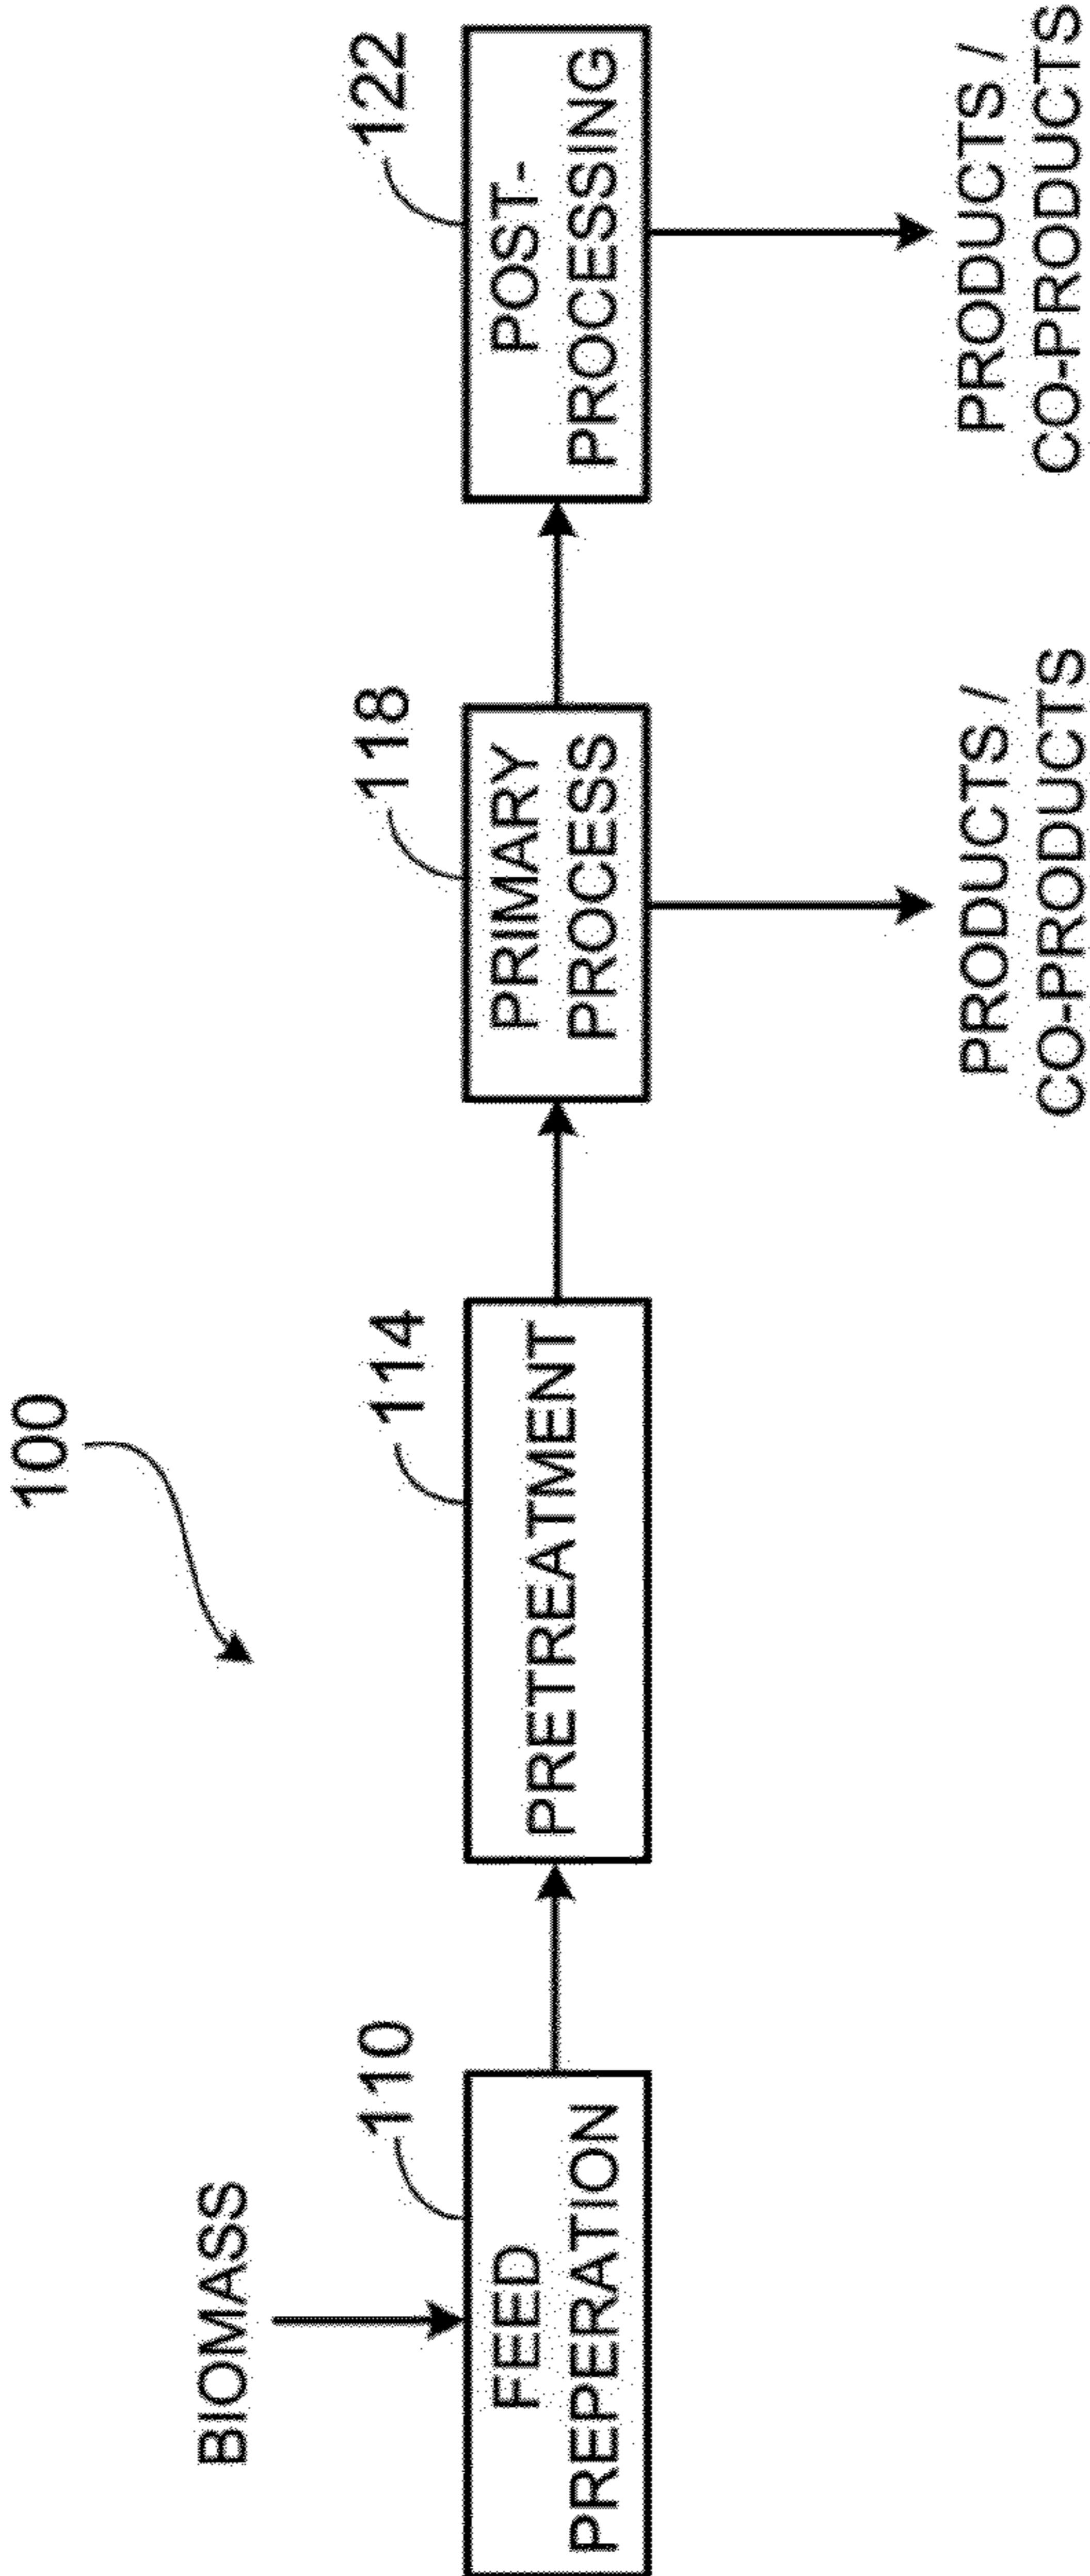 100
BIOMASS
110
FEED
PREPERATION
114
PRETREATMENT
118
PRIMARY
PROCESS
122
POST-
PROCESSING
PRODUCTS /
CO-PRODUCTS
PRODUCTS /
CO-PRODUCTS